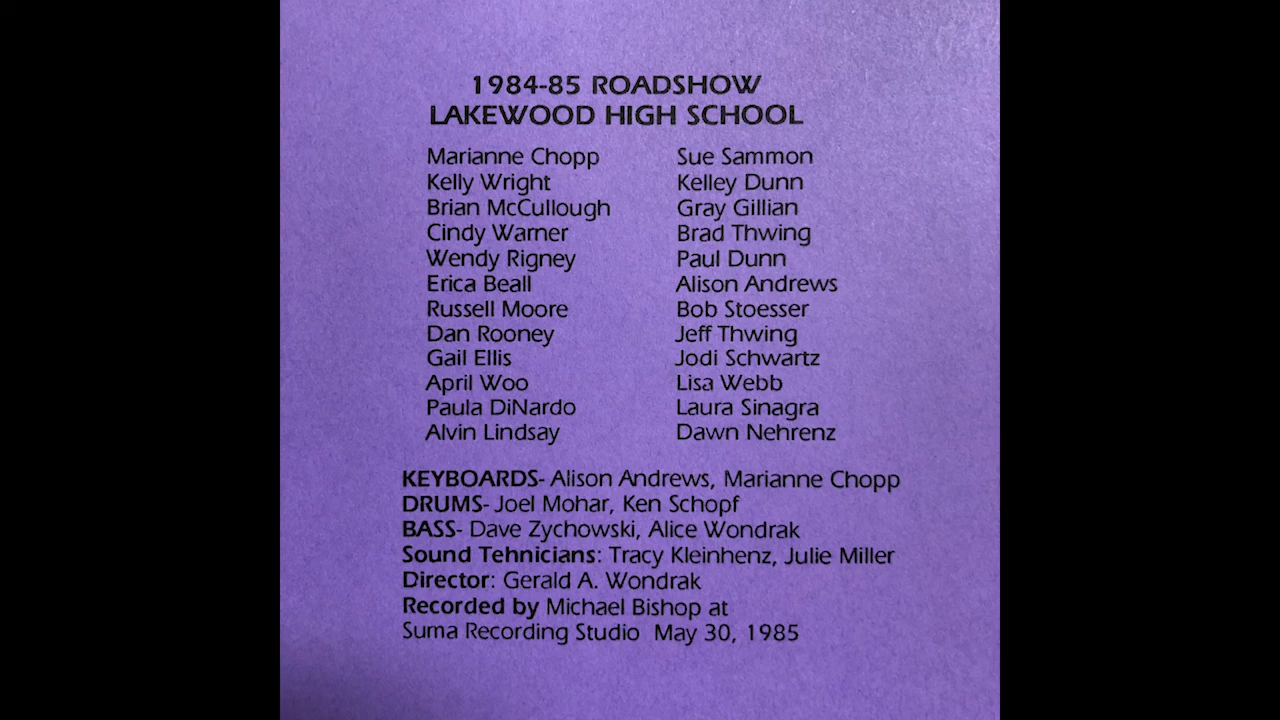 1984-85 ROADSHOW
LAKEWOOD HIGH SCHOOL
Marianne Chopp
Kelly Wright
Brian McCullough
Cindy Warner
Wendy Rigney
Erica Beall
Russell Moore
Dan Rooney
Gail Ellis
April Woo
Paula DiNardo
Alvin Lindsay
Sue Sammon
Kelley Dunn
Gray Gillian
Brad Thwing
Paul Dunn
Alison Andrews
Bob Stoesser
Jeff Thwing
Jodi Schwartz
Lisa Webb
Laura Sinagra
Dawn Nehrenz
KEYBOARDS- Alison Andrews, Marianne Chopp
DRUMS- Joel Mohar, Ken Schopf
BASS- Dave Zychowski, Alice Wondrak
Sound Tehnicians: Tracy Kleinhenz, Julie Miller
Director: Gerald A. Wondrak
Recorded by Michael Bishop at
Suma Recording Studio May 30, 1985